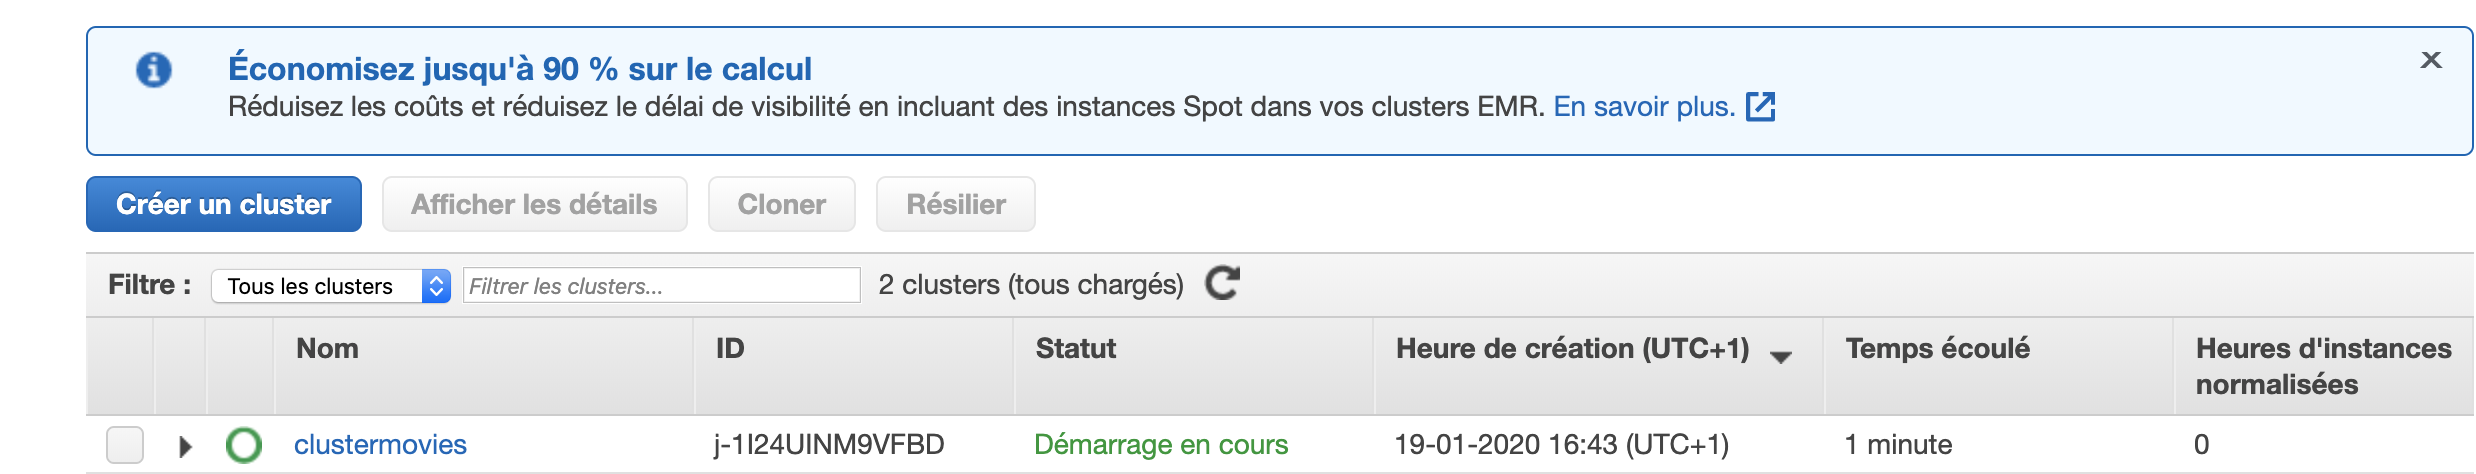 Économisez jusqu'à 90 % sur le calcul
Réduisez les coûts et réduisez le délai de visibilité en incluant des instances Spot dans vos clusters EMR. En savoir plus.
Créer un cluster Afficher les détails Cloner Résilier
Filtre : Tous les clusters Filtrer les clusters... 2 clusters (tous chargés)
Nom ID Statut Heure de création (UTC+1) Temps écoulé Heures d'instances normalisées
clustermovies j-1I24UINM9VFBD Démarrage en cours 19-01-2020 16:43 (UTC+1) 1 minute 0